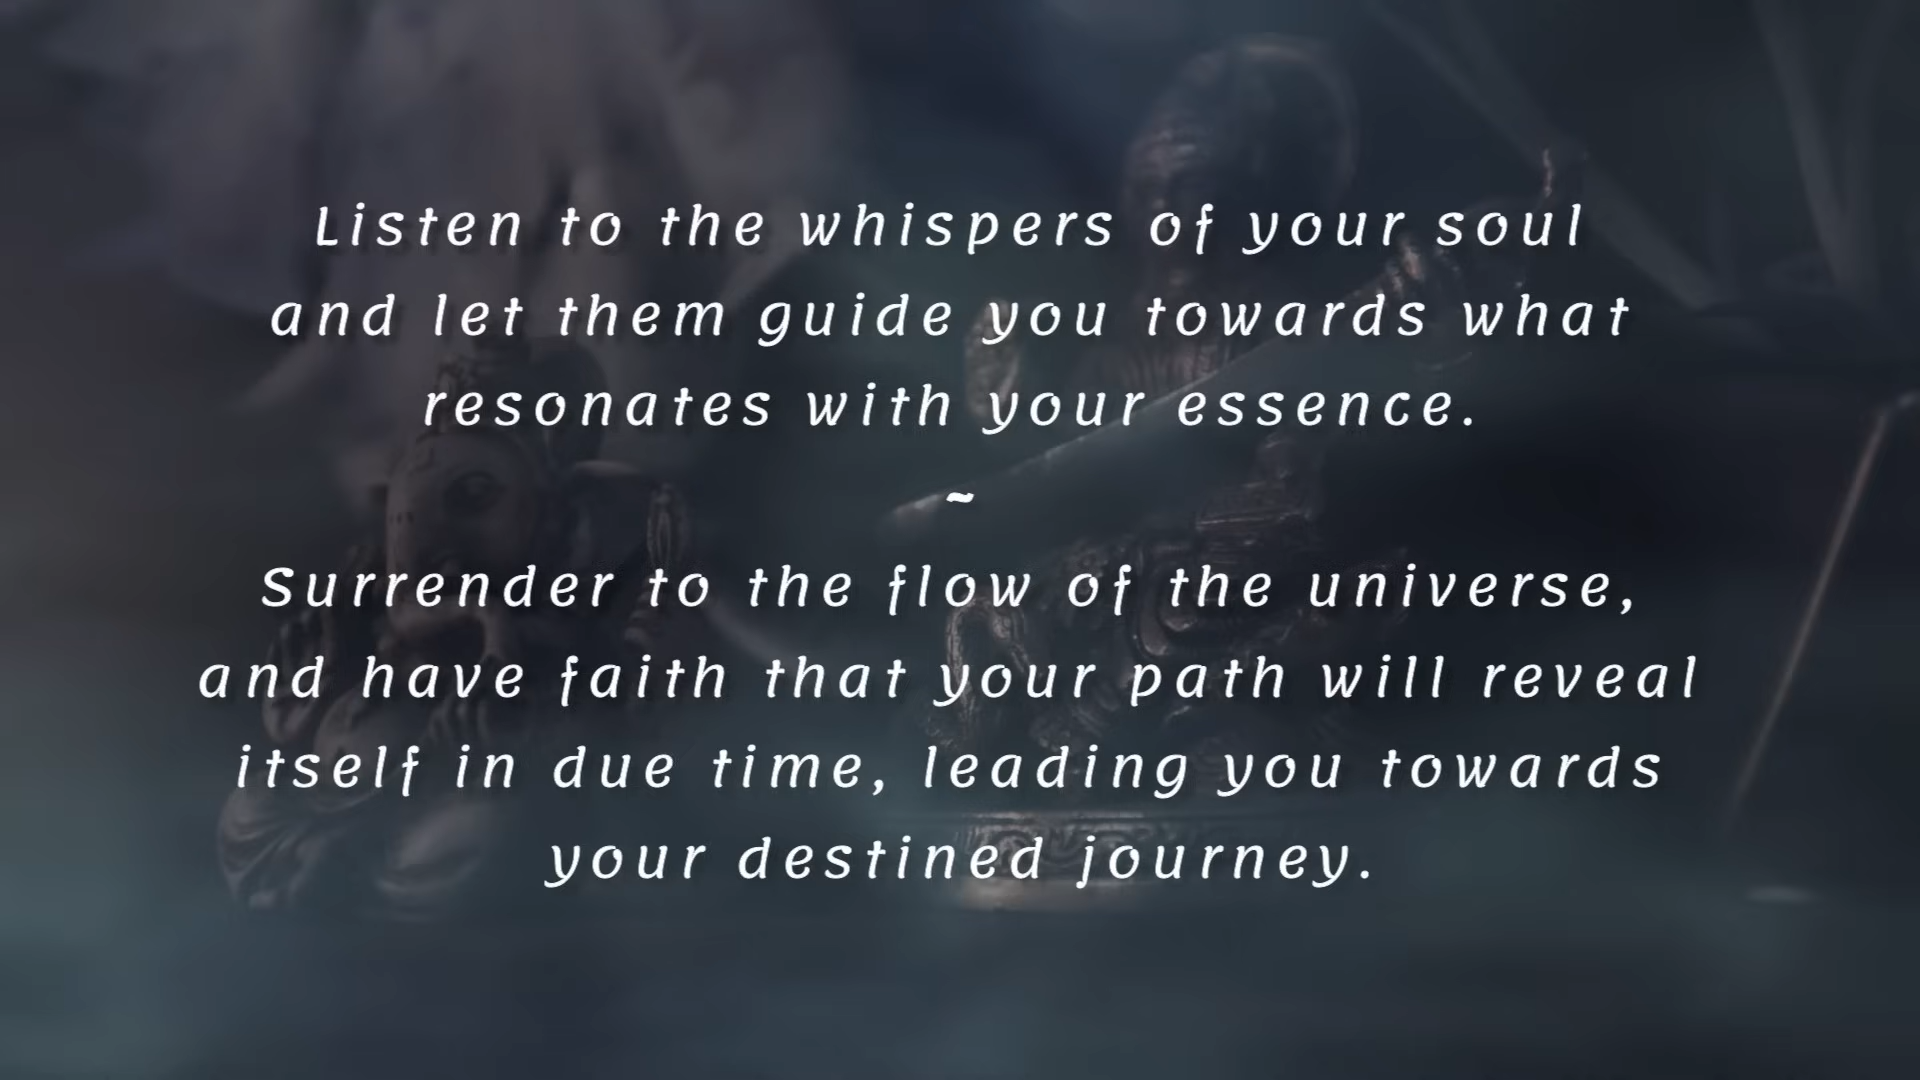 Listen to the whispers of your soul
and let them guide you towards what
resonates with your essence.
~
Surrender to the flow of the universe,
and have faith that your path will reveal
itself in due time, leading you towards
your destined journey.